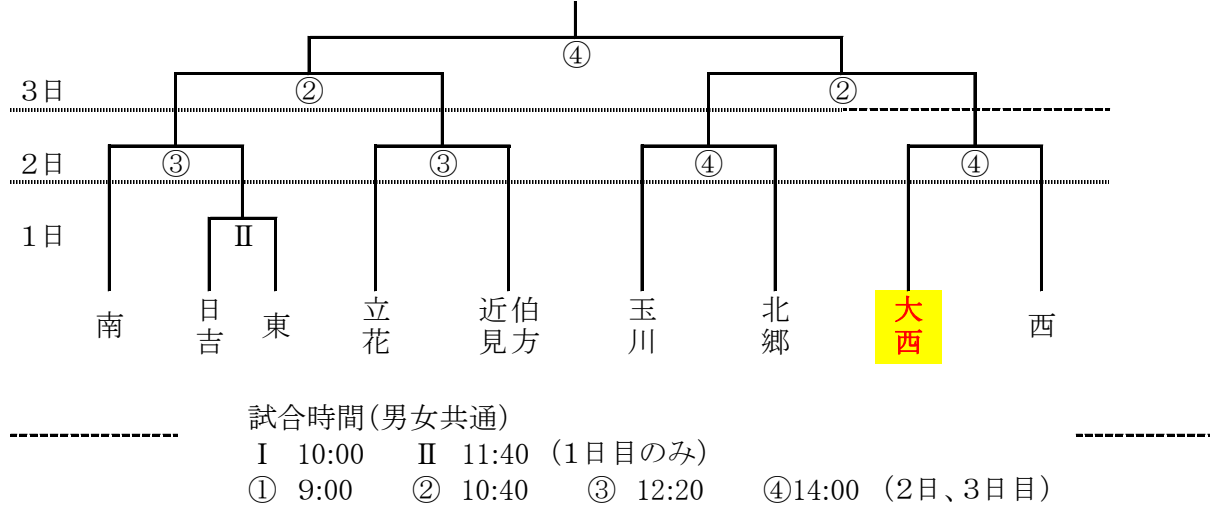 ④
3日 ② ②
2日 ③ ③ ④ ④
1日 Ⅱ
南 日吉 東 立花 近見 伯方 玉川 北郷 大西 西
試合時間(男女共通)
Ⅰ 10:00 Ⅱ 11:40 (1日目のみ)
① 9:00 ② 10:40 ③ 12:20 ④14:00 (2日、3日目)